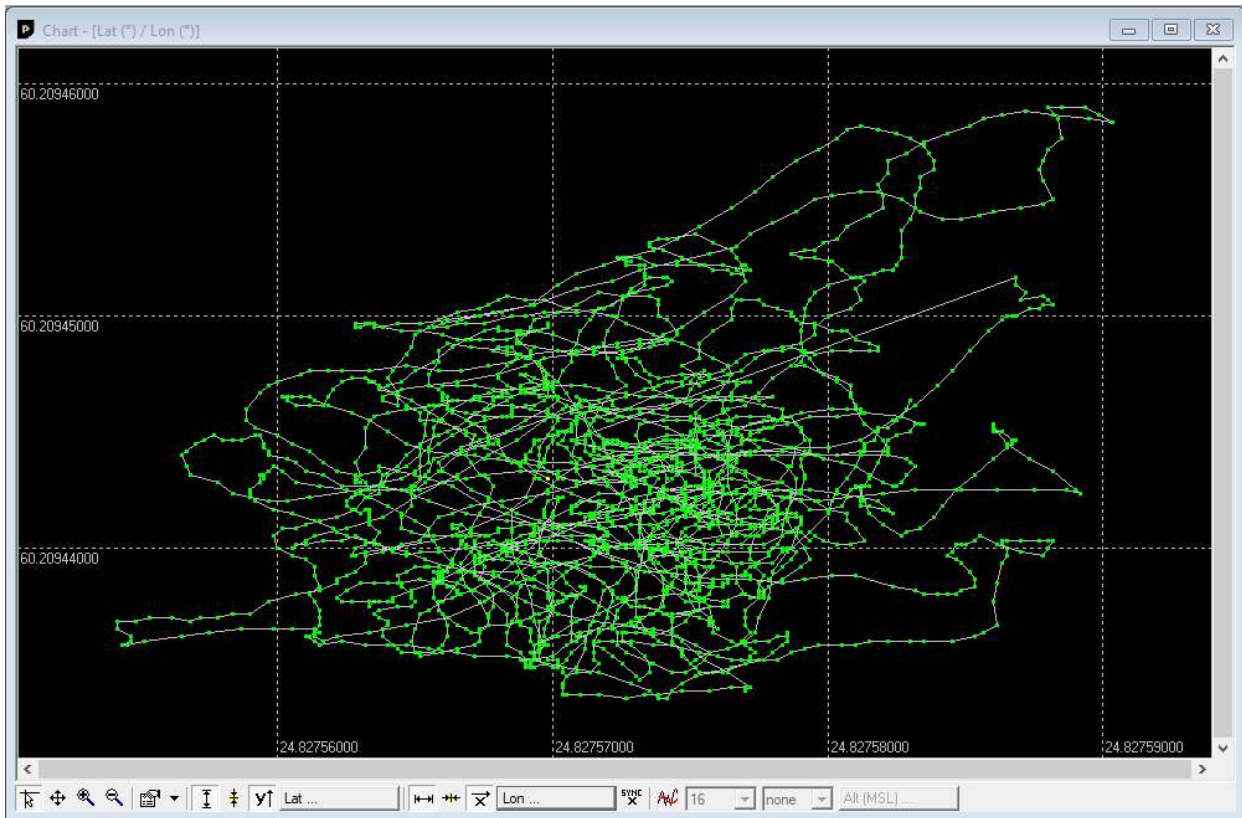 Chart - [Lat (°) / Lon (°)]
60.20946000
60.20945000
60.20944000
24.82756000 24.82757000 24.82758000 24.82759000
Lat ... Lon ... SYNC X 16 none Alt (MSL) ...